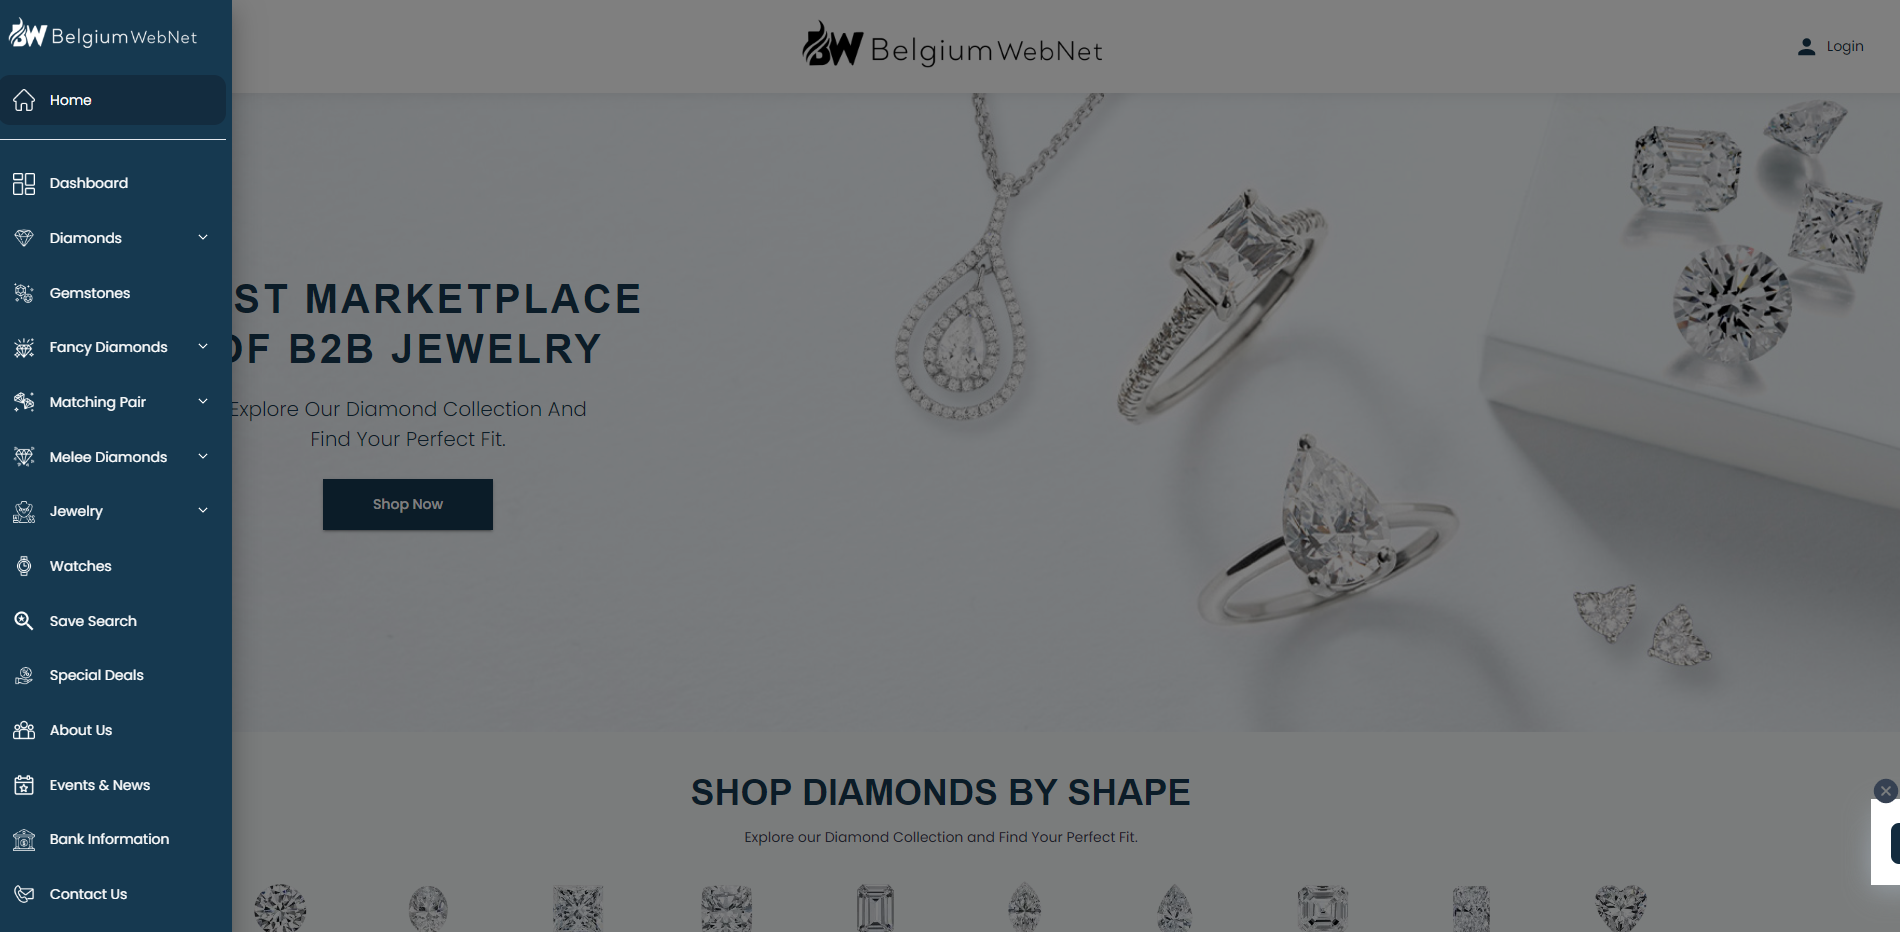 BW BelgiumWebNet
Home
Dashboard
Diamonds
Gemstones
Fancy Diamonds
Matching Pair
Melee Diamonds
Jewelry
Watches
Save Search
Special Deals
About Us
Events & News
Bank Information
Contact Us
BW BelgiumWebNet
Login
ST MARKETPLACE
OF B2B JEWELRY
Explore Our Diamond Collection And
Find Your Perfect Fit.
Shop Now
SHOP DIAMONDS BY SHAPE
Explore our Diamond Collection and Find Your Perfect Fit.